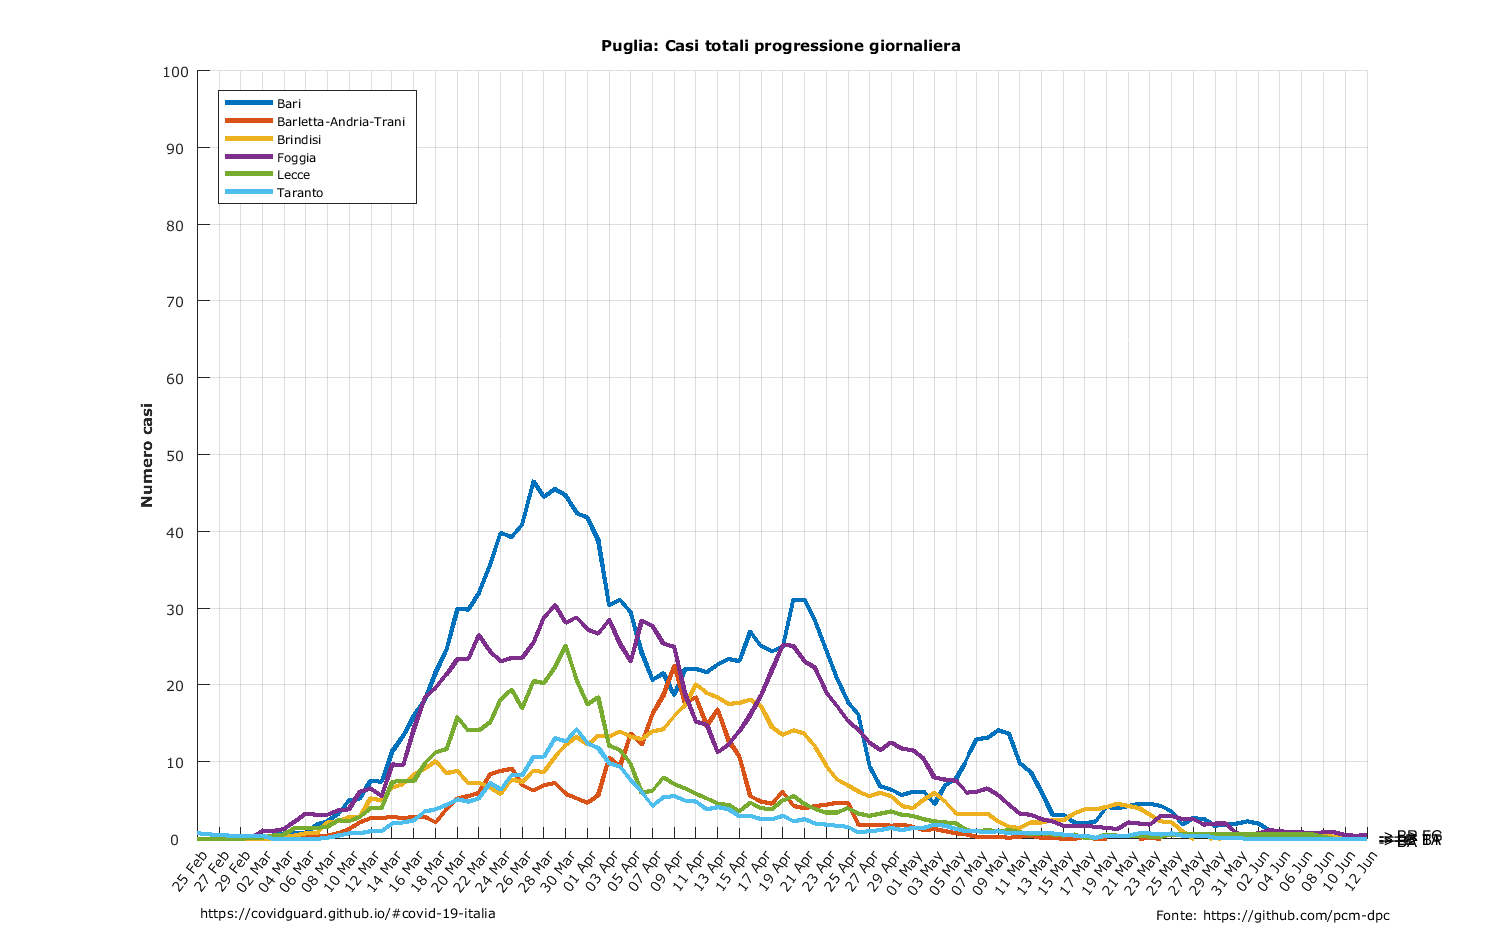 Puglia: Casi totali progressione giornaliera
100
90
80
70
60
50
40
30
20
10
0
Numero casi
Bari
Barletta-Andria-Trani
Brindisi
Foggia
Lecce
Taranto
25 Feb
27 Feb
29 Feb
02 Mar
04 Mar
06 Mar
08 Mar
10 Mar
12 Mar
14 Mar
16 Mar
18 Mar
20 Mar
22 Mar
24 Mar
26 Mar
28 Mar
30 Mar
01 Apr
03 Apr
05 Apr
07 Apr
09 Apr
11 Apr
13 Apr
15 Apr
17 Apr
19 Apr
21 Apr
23 Apr
25 Apr
27 Apr
29 Apr
01 May
03 May
05 May
07 May
09 May
11 May
13 May
15 May
17 May
19 May
21 May
23 May
25 May
27 May
29 May
31 May
02 Jun
04 Jun
06 Jun
08 Jun
10 Jun
12 Jun
https://covidguard.github.io/#covid-19-italia
Fonte: https://github.com/pcm-dpc